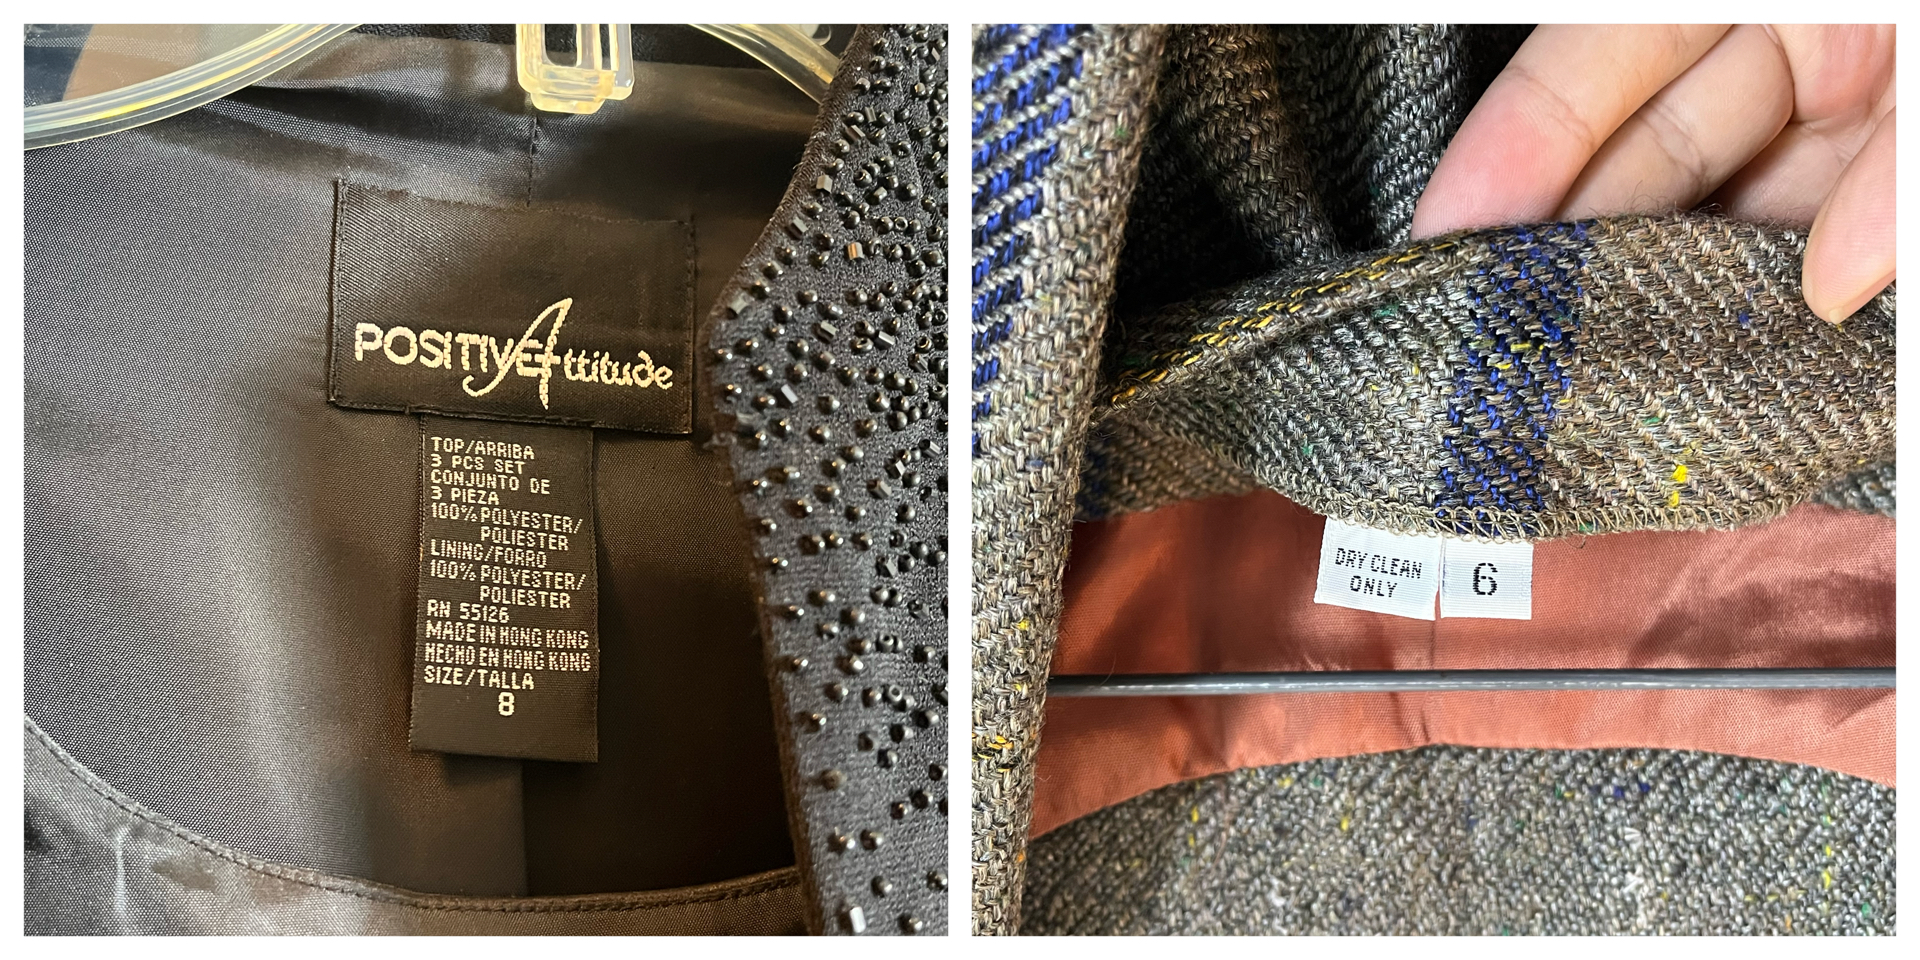 POSITIVE Attitude
TOP/ARRIBA
3 PCS SET
CONJUNTO DE
3 PIEZA
100% POLYESTER/
POLIESTER
LINING/FORRO
100% POLYESTER/
POLIESTER
RN 55126
MADE IN HONG KONG
HECHO EN HONG KONG
SIZE/TALLA
8
DRY CLEAN
ONLY
6